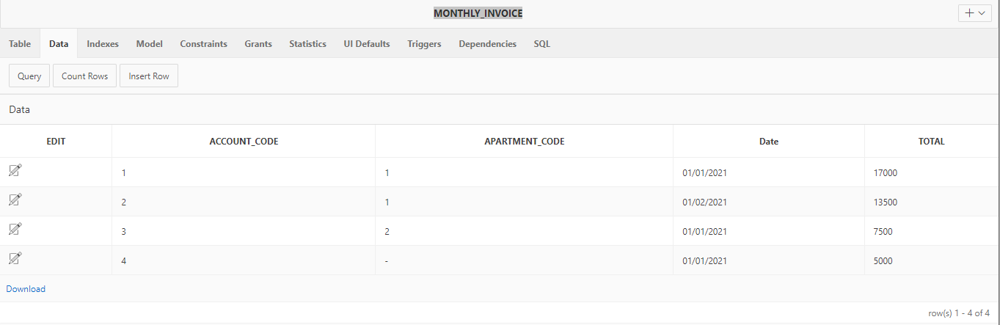 MONTHLY_INVOICE
Table Data Indexes Model Constraints Grants Statistics UI Defaults Triggers Dependencies SQL
Query Count Rows Insert Row
Data
EDIT ACCOUNT_CODE APARTMENT_CODE Date TOTAL
1 1 01/01/2021 17000
2 1 01/02/2021 13500
3 2 01/01/2021 7500
4 - 01/01/2021 5000
Download
row(s) 1 - 4 of 4